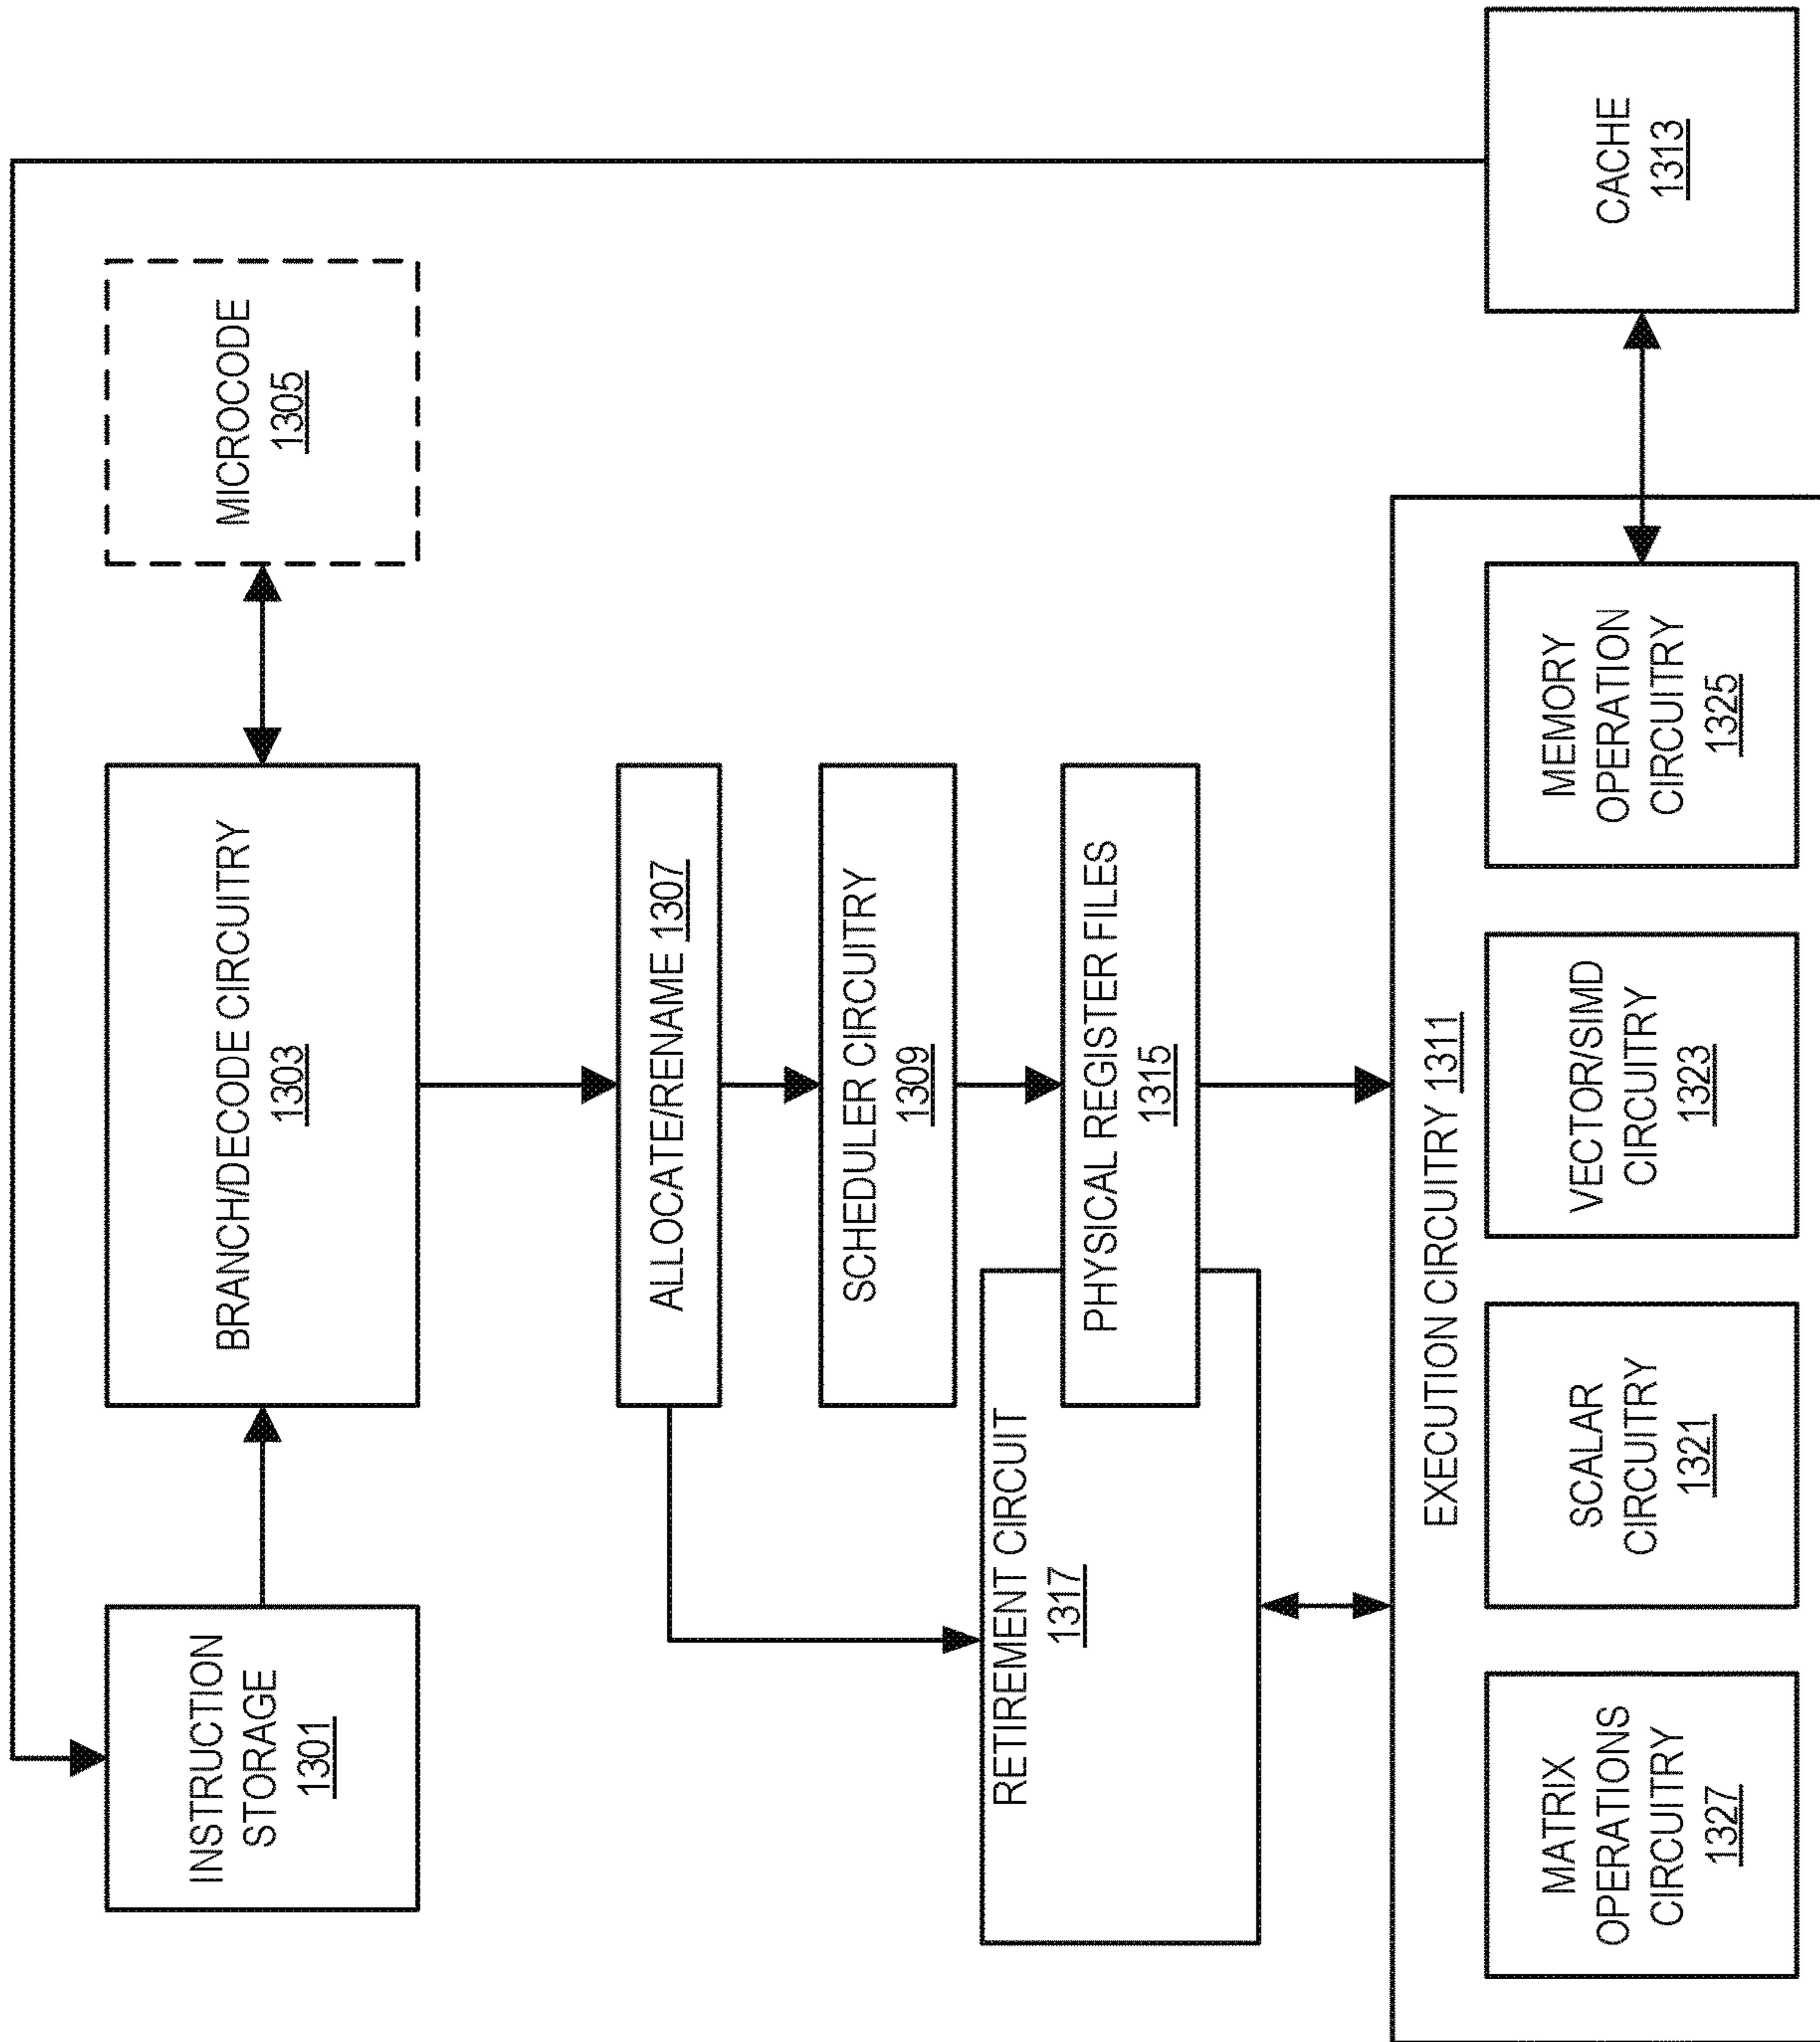 INSTRUCTION
STORAGE
1301
BRANCH/DECODE CIRCUITRY
1303
MICROCODE
1305
ALLOCATE/RENAME 1307
SCHEDULER CIRCUITRY
1309
RETIREMENT CIRCUIT
1317
PHYSICAL REGISTER FILES
1315
EXECUTION CIRCUITRY 1311
MATRIX
OPERATIONS
CIRCUITRY
1327
SCALAR
CIRCUITRY
1321
VECTOR/SIMD
CIRCUITRY
1323
MEMORY
OPERATION
CIRCUITRY
1325
CACHE
1313